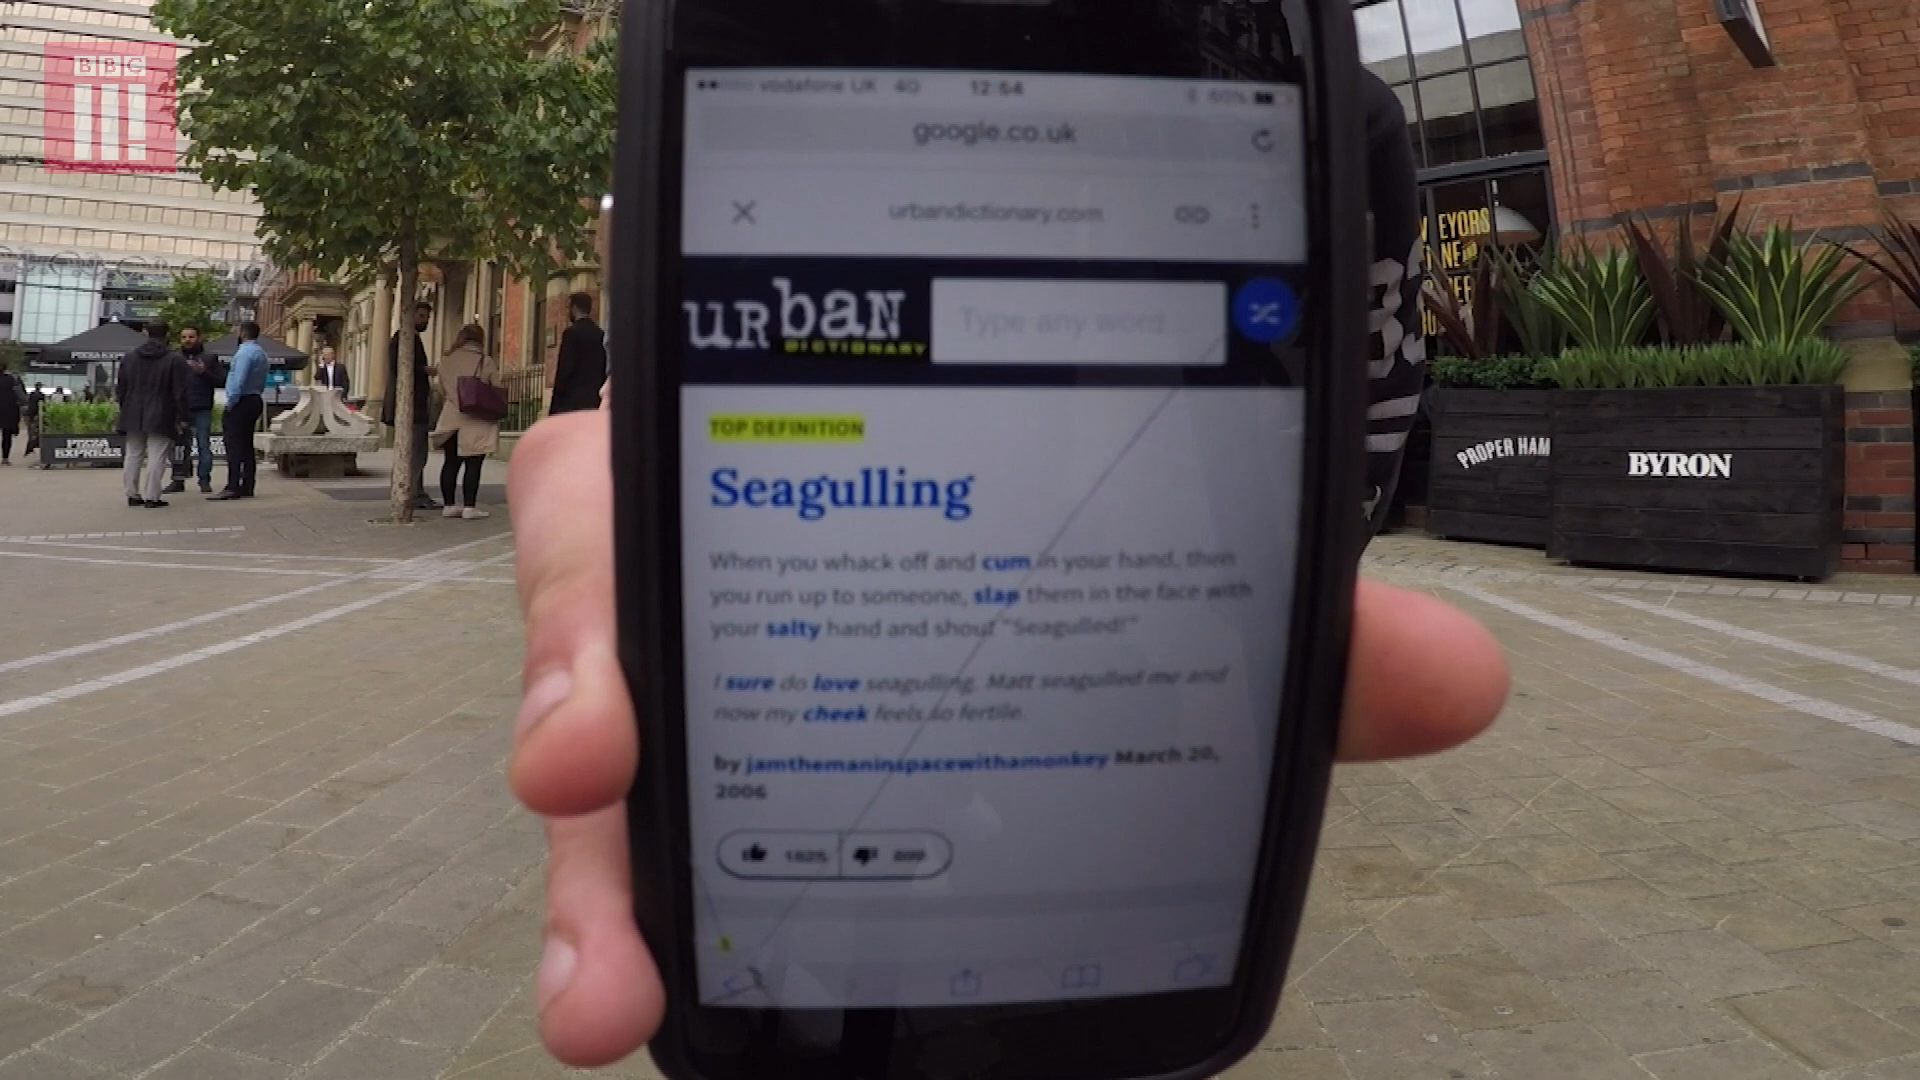 BBC
vodafone UK 4G 12:54 60%
google.co.uk
urbandictionary.com
urban
DICTIONARY
Type any word...
TOP DEFINITION
Seagulling
When you whack off and cum in your hand, then
you run up to someone, slap them in the face with
your salty hand and shout "Seagulled!"
I sure do love seagulling. Matt seagulled me and
now my cheek feels so fertile.
by jamthemaninspacewithamonkey March 20,
2006
1825
PIZZA
EXPRESS
EYORS
PROPER HAM
BYRON